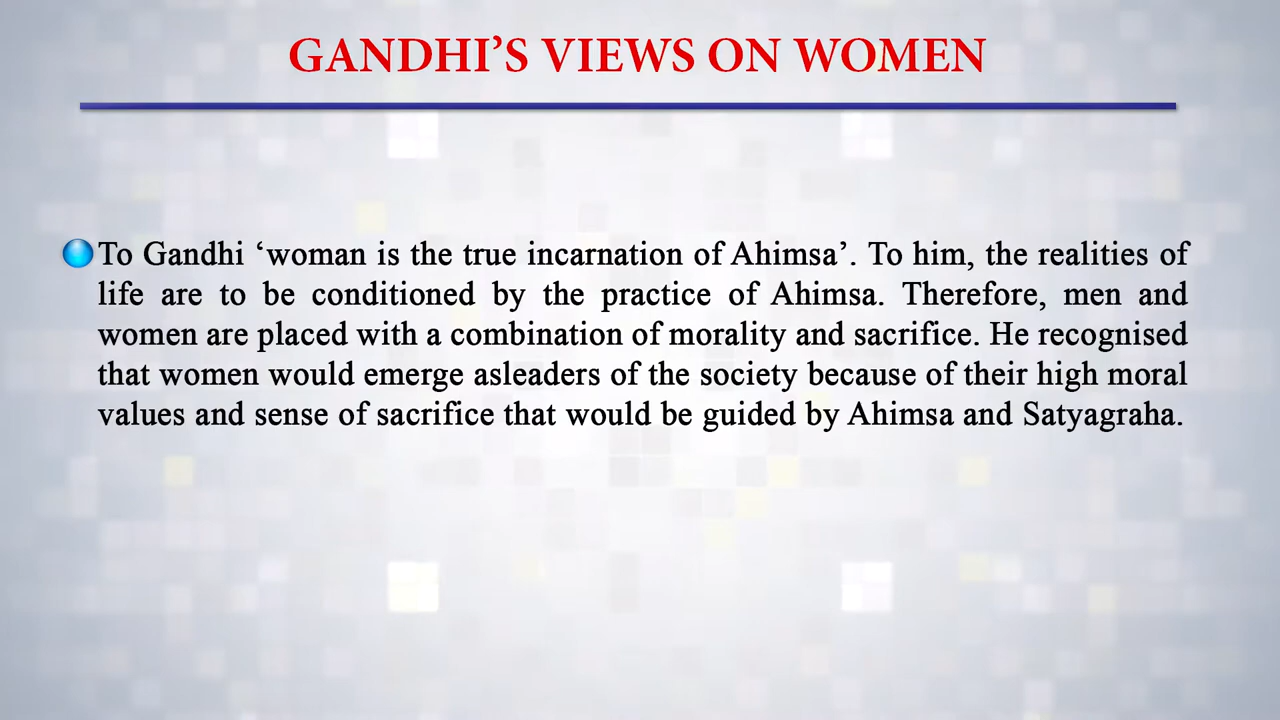 GANDHI’S VIEWS ON WOMEN
To Gandhi ‘woman is the true incarnation of Ahimsa’. To him, the realities of
life are to be conditioned by the practice of Ahimsa. Therefore, men and
women are placed with a combination of morality and sacrifice. He recognised
that women would emerge asleaders of the society because of their high moral
values and sense of sacrifice that would be guided by Ahimsa and Satyagraha.